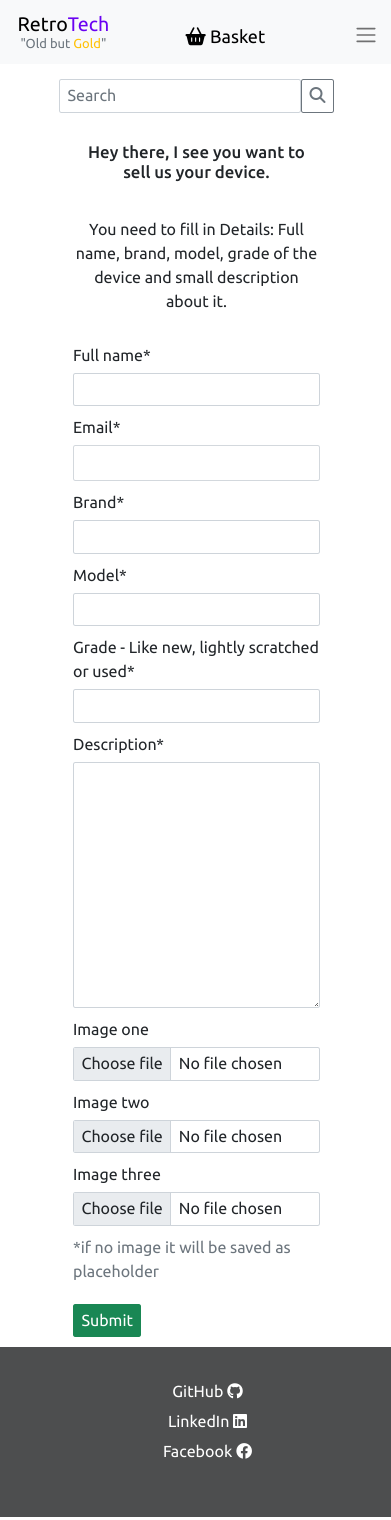 RetroTech
"Old but Gold"
Basket
Search
Hey there, I see you want to
sell us your device.
You need to fill in Details: Full
name, brand, model, grade of the
device and small description
about it.
Full name*
Email*
Brand*
Model*
Grade - Like new, lightly scratched
or used*
Description*
Image one
Choose file No file chosen
Image two
Choose file No file chosen
Image three
Choose file No file chosen
*if no image it will be saved as
placeholder
Submit
GitHub
LinkedIn
Facebook